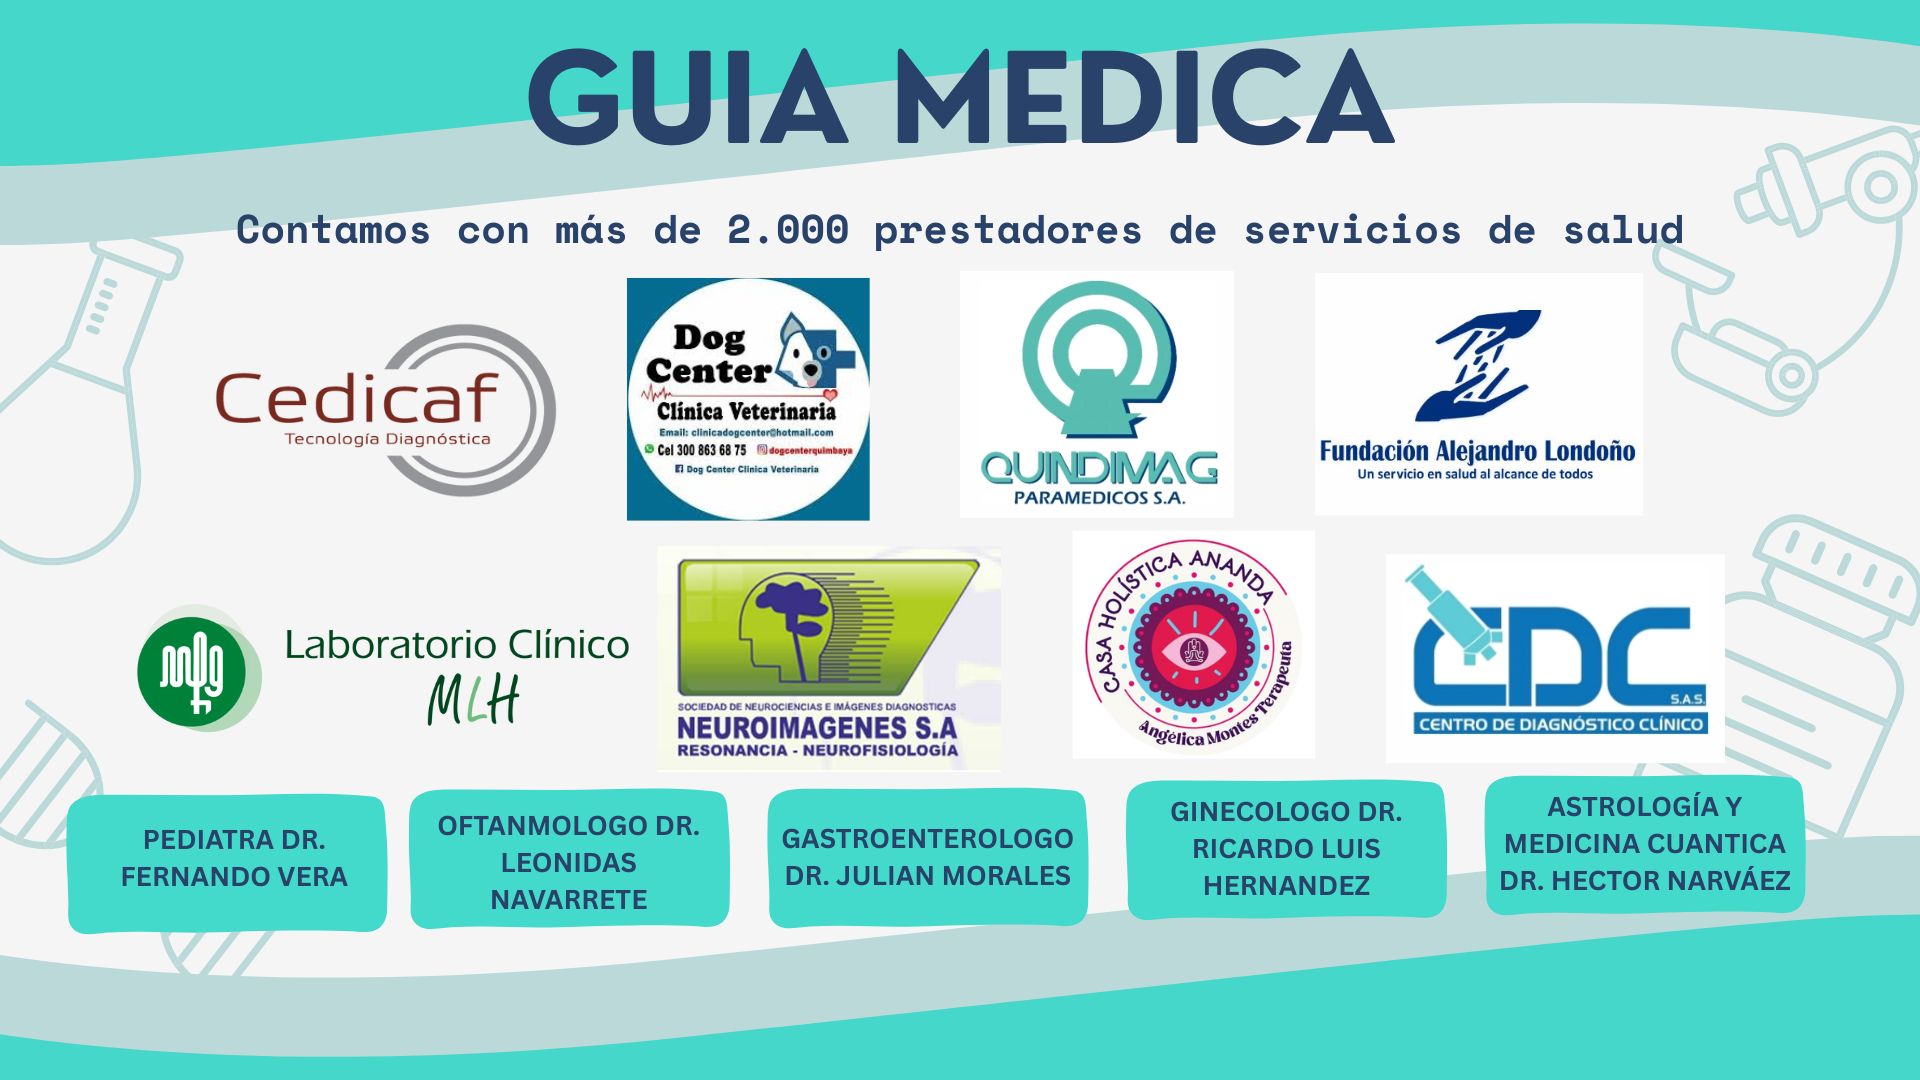 GUIA MEDICA
Contamos con más de 2.000 prestadores de servicios de salud
Cedicaf
Tecnología Diagnóstica
Dog
Center
Clínica Veterinaria
Email: clinicadogcenter@hotmail.com
Cel 300 863 68 75 dogcenterquimbaya
Dog Center Clinica Veterinaria
QUINDIMAG
PARAMEDICOS S.A.
Fundación Alejandro Londoño
Un servicio en salud al alcance de todos
Laboratorio Clínico
MLH
SOCIEDAD DE NEUROCIENCIAS E IMÁGENES DIAGNOSTICAS
NEUROIMAGENES S.A
RESONANCIA - NEUROFISIOLOGÍA
CASA HOLÍSTICA ANANDA
Angélica Montes Terapeuta
CDC
S.A.S.
CENTRO DE DIAGNÓSTICO CLÍNICO
PEDIATRA DR.
FERNANDO VERA
OFTANMOLOGO DR.
LEONIDAS
NAVARRETE
GASTROENTEROLOGO
DR. JULIAN MORALES
GINECOLOGO DR.
RICARDO LUIS
HERNANDEZ
ASTROLOGÍA Y
MEDICINA CUANTICA
DR. HECTOR NARVÁEZ